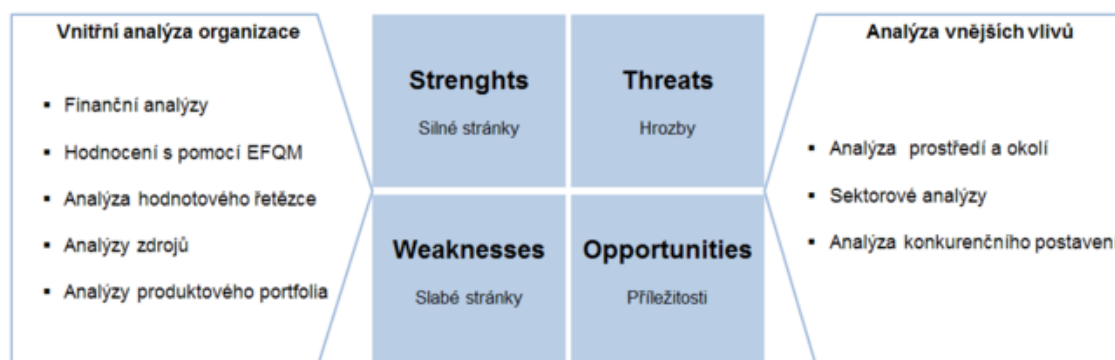 Vnitřní analýza organizace
▪ Finanční analýzy
▪ Hodnocení s pomocí EFQM
▪ Analýza hodnotového řetězce
▪ Analýzy zdrojů
▪ Analýzy produktového portfolia
Strenghts
Silné stránky
Threats
Hrozby
Weaknesses
Slabé stránky
Opportunities
Příležitosti
Analýza vnějších vlivů
▪ Analýza prostředí a okolí
▪ Sektorové analýzy
▪ Analýza konkurenčního postavení